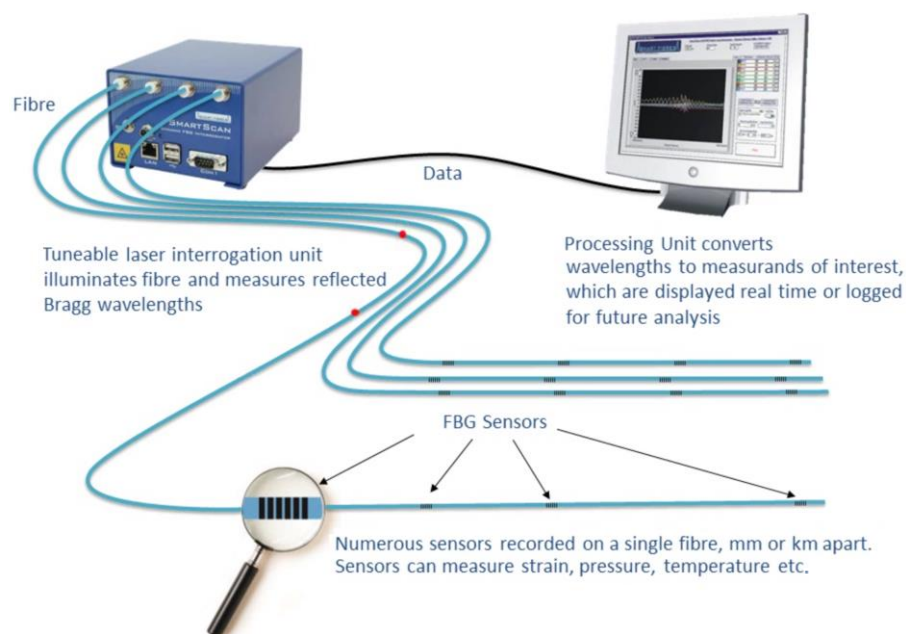 Fibre
SMARTSCAN
LAN
Data
Tuneable laser interrogation unit
illuminates fibre and measures reflected
Bragg wavelengths
Processing Unit converts
wavelengths to measurands of interest,
which are displayed real time or logged
for future analysis
FBG Sensors
Numerous sensors recorded on a single fibre, mm or km apart.
Sensors can measure strain, pressure, temperature etc.